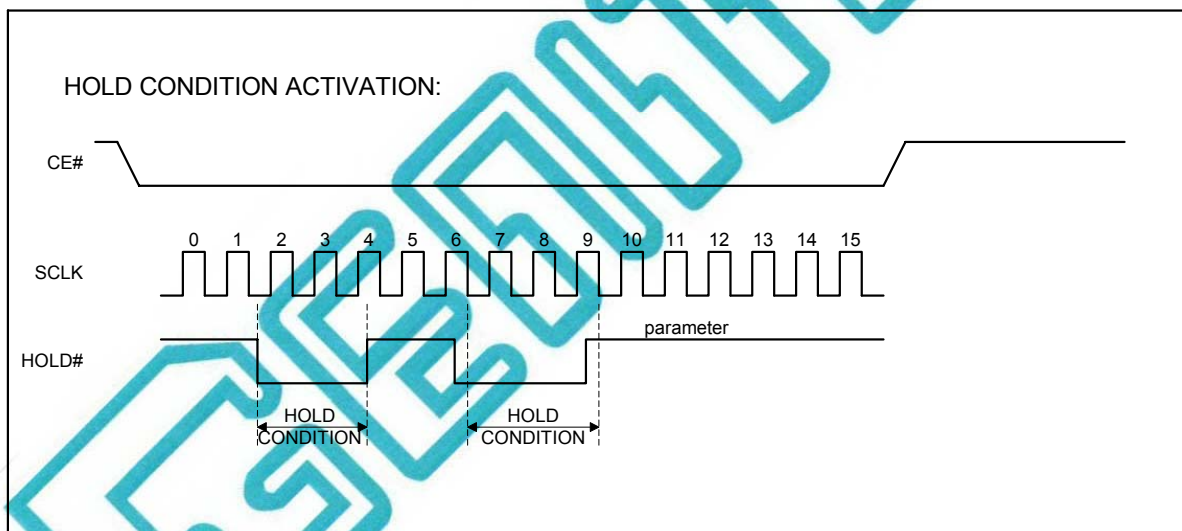 HOLD CONDITION ACTIVATION:
CE#
0 1 2 3 4 5 6 7 8 9 10 11 12 13 14 15
SCLK
parameter
HOLD#
HOLD HOLD
CONDITION CONDITION